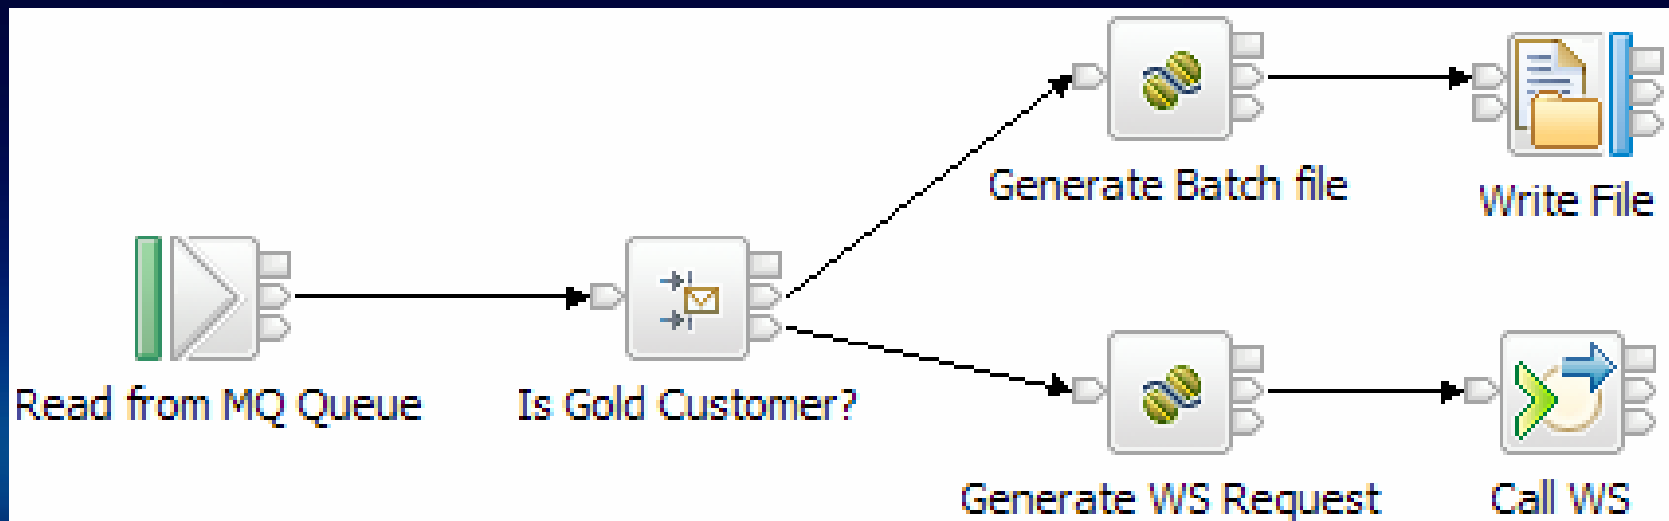 Generate Batch file
Write File
Read from MQ Queue
Is Gold Customer?
Generate WS Request
Call WS